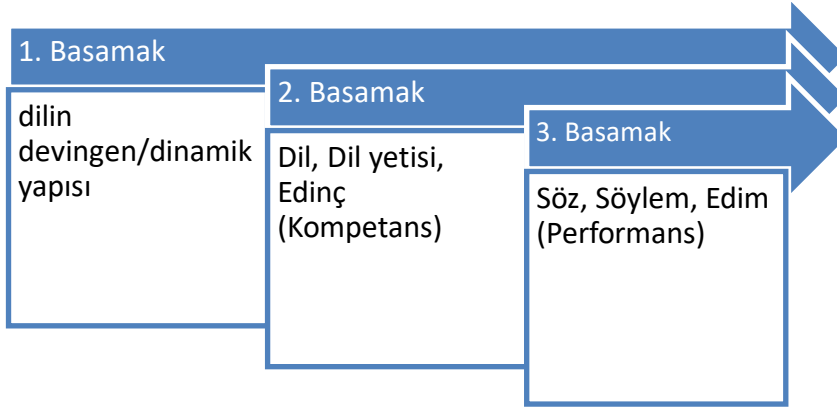 1. Basamak
dilin
devingen/dinamik
yapısı
2. Basamak
Dil, Dil yetisi,
Edinç
(Kompetans)
3. Basamak
Söz, Söylem, Edim
(Performans)